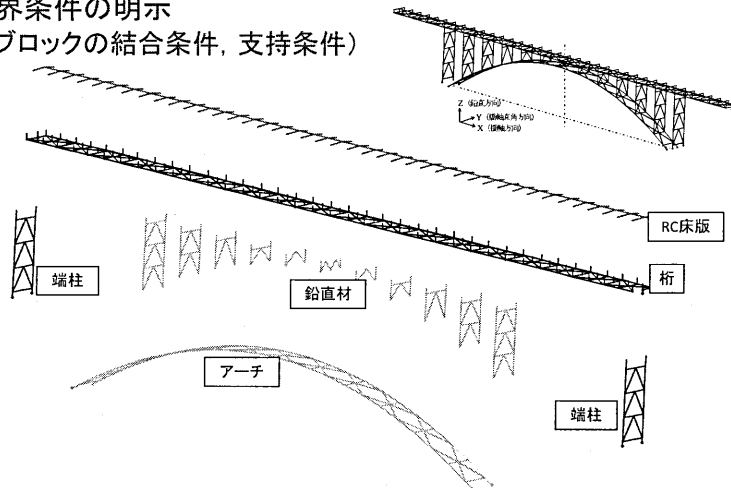 界条件の明示
ブロックの結合条件, 支持条件）
Z（鉛直方向）
Y（橋軸直角方向）
X（橋軸方向）
RC床版
桁
端柱
鉛直材
アーチ
端柱